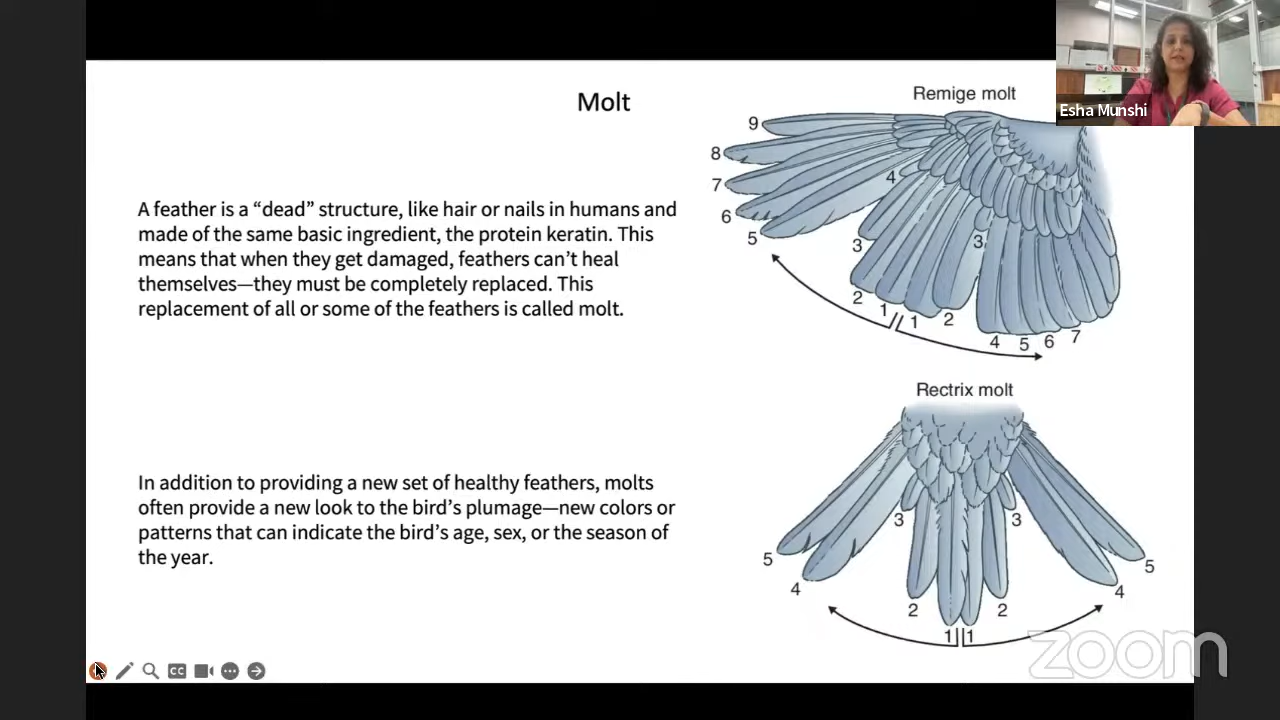 Molt
Remige molt
Esha Munshi
A feather is a “dead” structure, like hair or nails in humans and
made of the same basic ingredient, the protein keratin. This
means that when they get damaged, feathers can’t heal
themselves—they must be completely replaced. This
replacement of all or some of the feathers is called molt.
9
8
7
6
5
4
3
2
1
1
2
3
4
5
6
7
Rectrix molt
In addition to providing a new set of healthy feathers, molts
often provide a new look to the bird’s plumage—new colors or
patterns that can indicate the bird’s age, sex, or the season of
the year.
5
4
3
2
1
1
2
3
4
5
CC
zoom